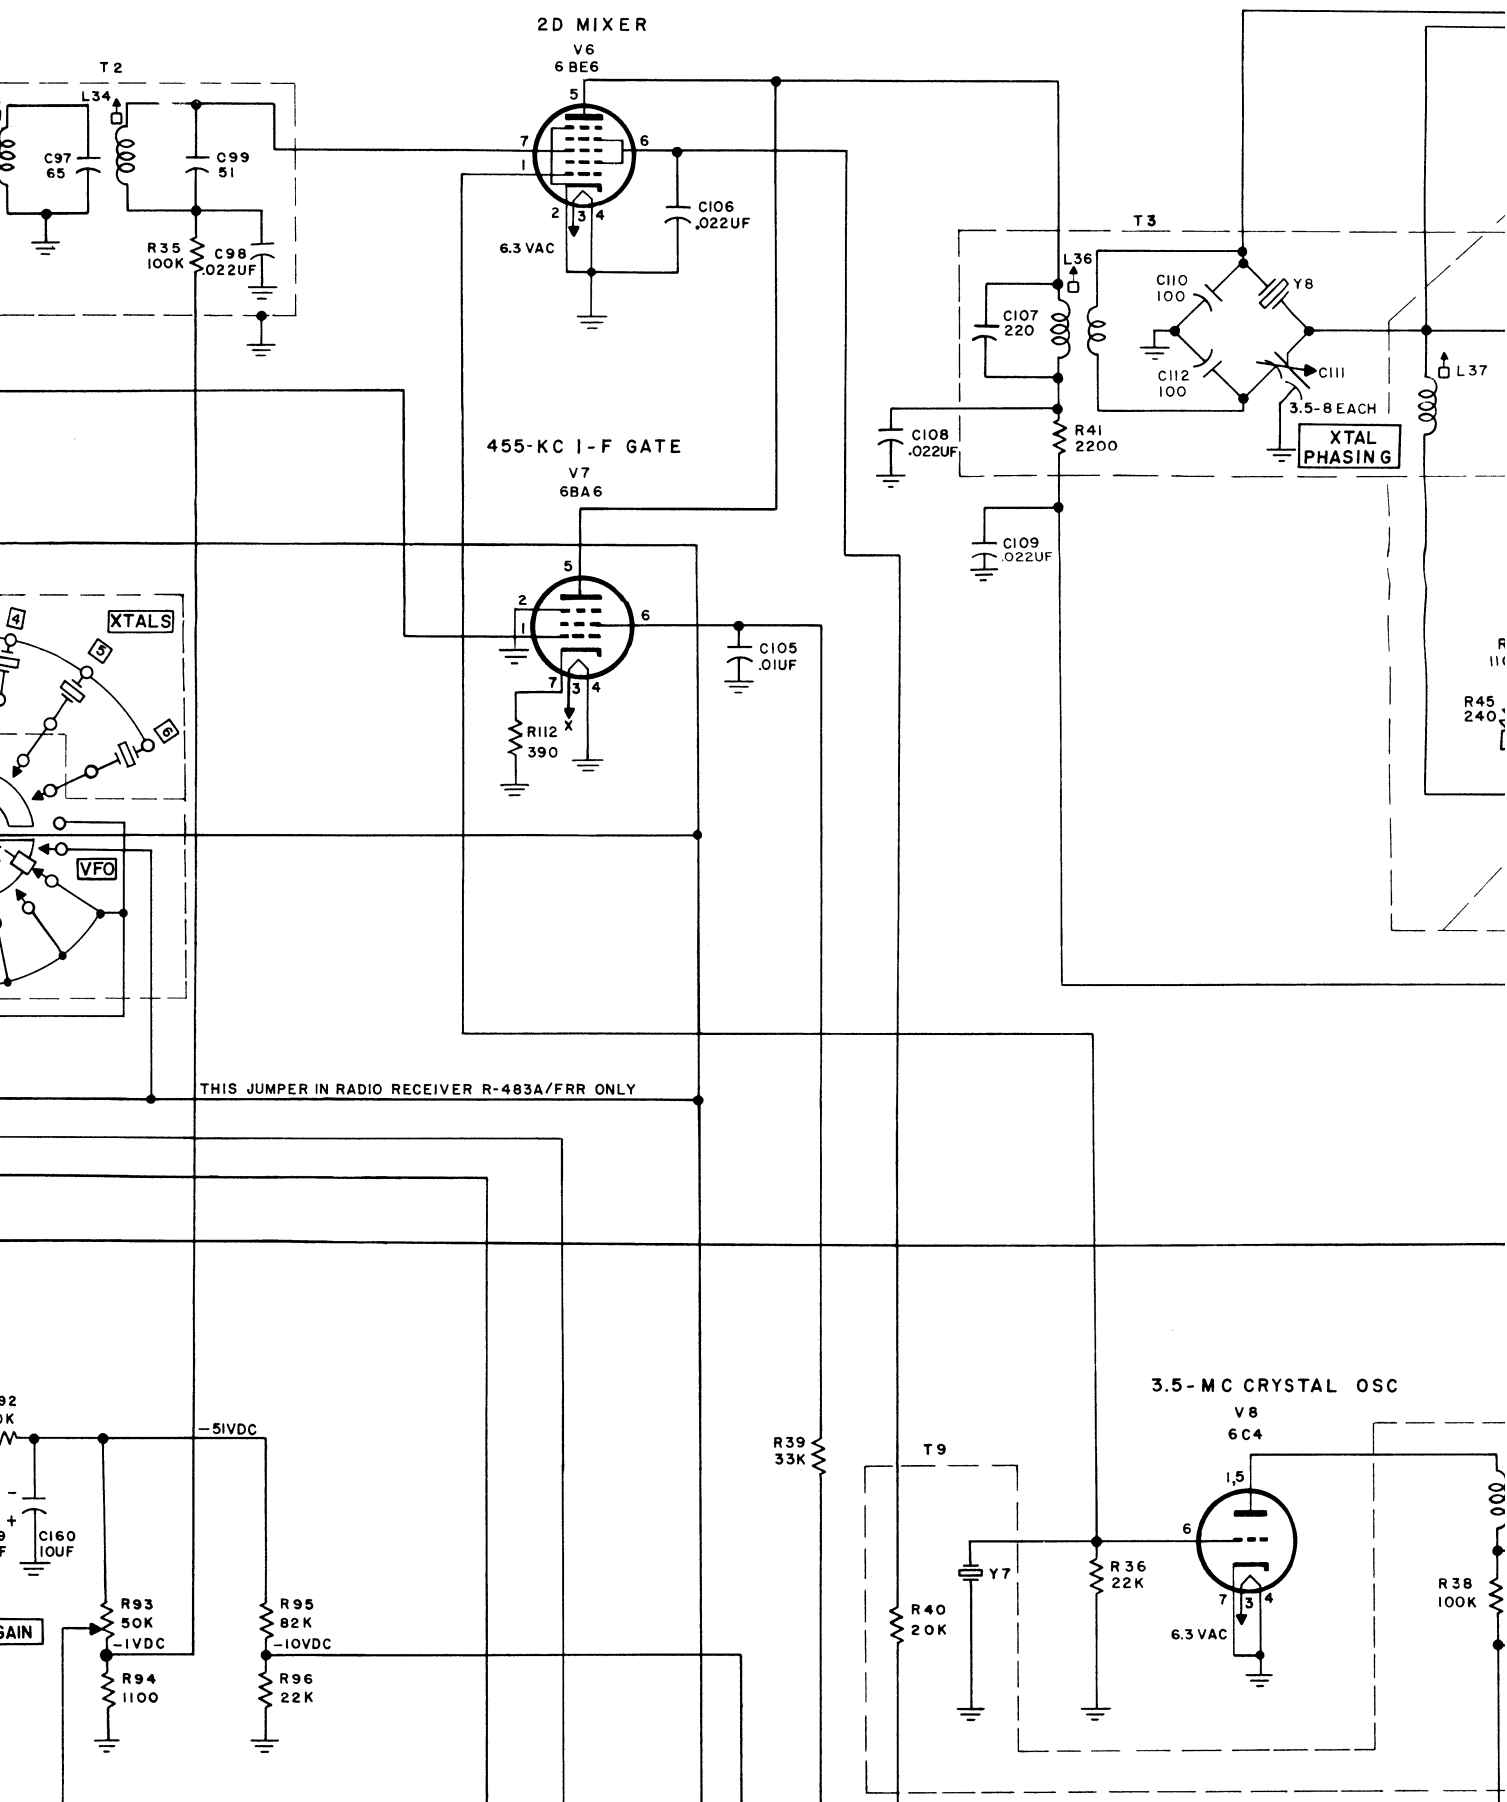 2D MIXER
V6
6BE6
T2
L34
5
7
6
1
C97
65
C99
51
2
3
4
C106
.022UF
6.3 VAC
R35
100K
C98
.022UF
T3
L36
C110
100
Y8
C107
220
C112
100
C111
3.5-8 EACH
L37
XTAL
PHASING
C108
.022UF
R41
2200
455-KC I-F GATE
V7
6BA6
C109
.022UF
5
2
1
6
7
3
4
X
C105
.01UF
R112
390
4
5
6
XTALS
VFO
R45
240
THIS JUMPER IN RADIO RECEIVER R-483A/FRR ONLY
3.5-MC CRYSTAL OSC
V8
6C4
1,5
6
7
3
4
6.3 VAC
T9
Y7
R36
22K
R38
100K
R39
33K
R40
20K
-51VDC
-
+
C160
10UF
R93
50K
-1VDC
R94
1100
R95
82K
-10VDC
R96
22K